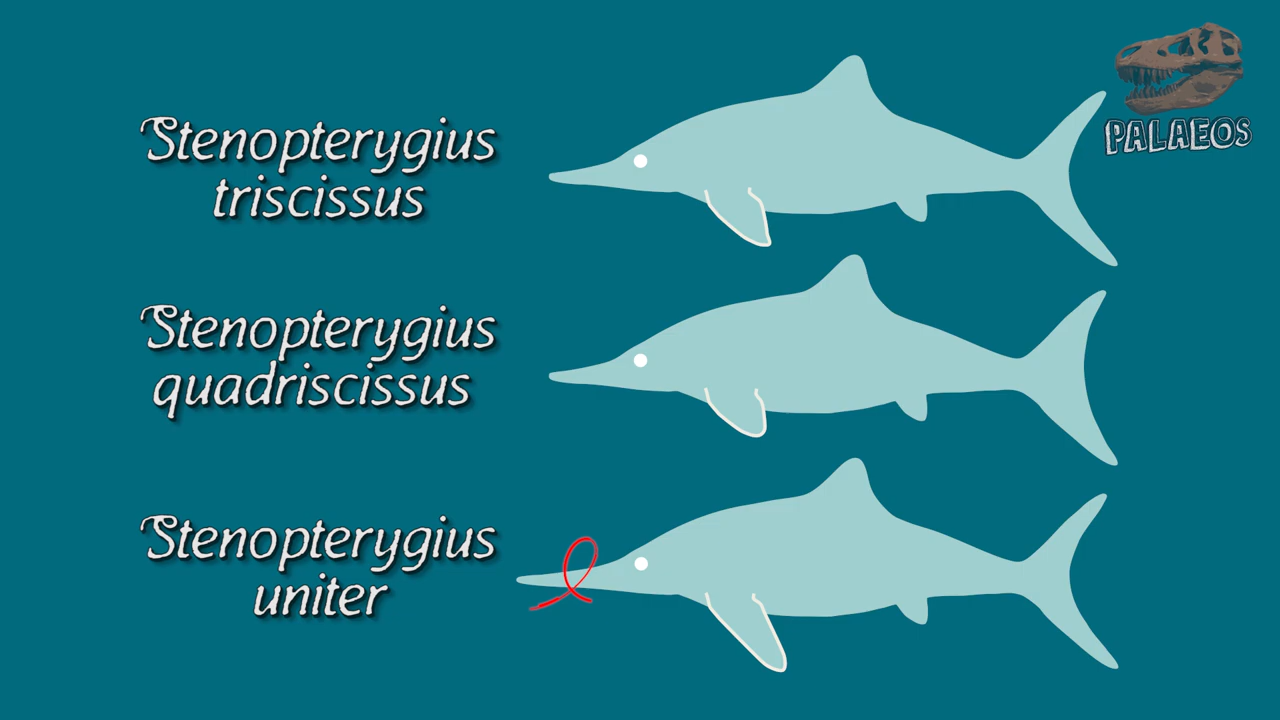 Stenopterygius
triscissus
PALAEOS
Stenopterygius
quadriscissus
Stenopterygius
uniter